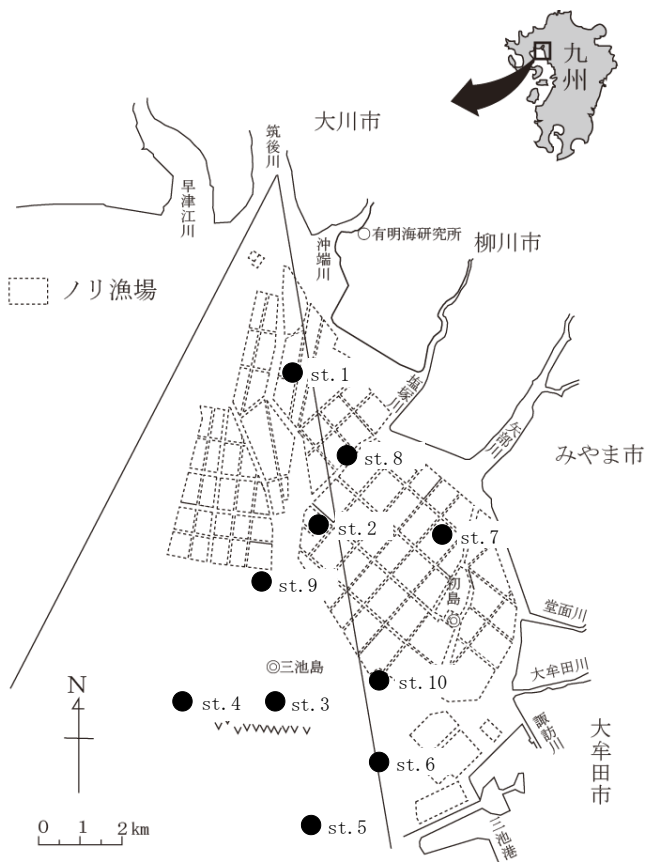 九州
大川市
筑後川
早津江川
沖端川
有明海研究所
柳川市
ノリ漁場
st.1
塩塚川
矢部川
みやま市
st.8
st.2
st.7
st.9
初島
堂面川
三池島
大牟田川
st.10
st.4
st.3
諏訪川
大牟田市
N
st.6
st.5
三池港
0 1 2km